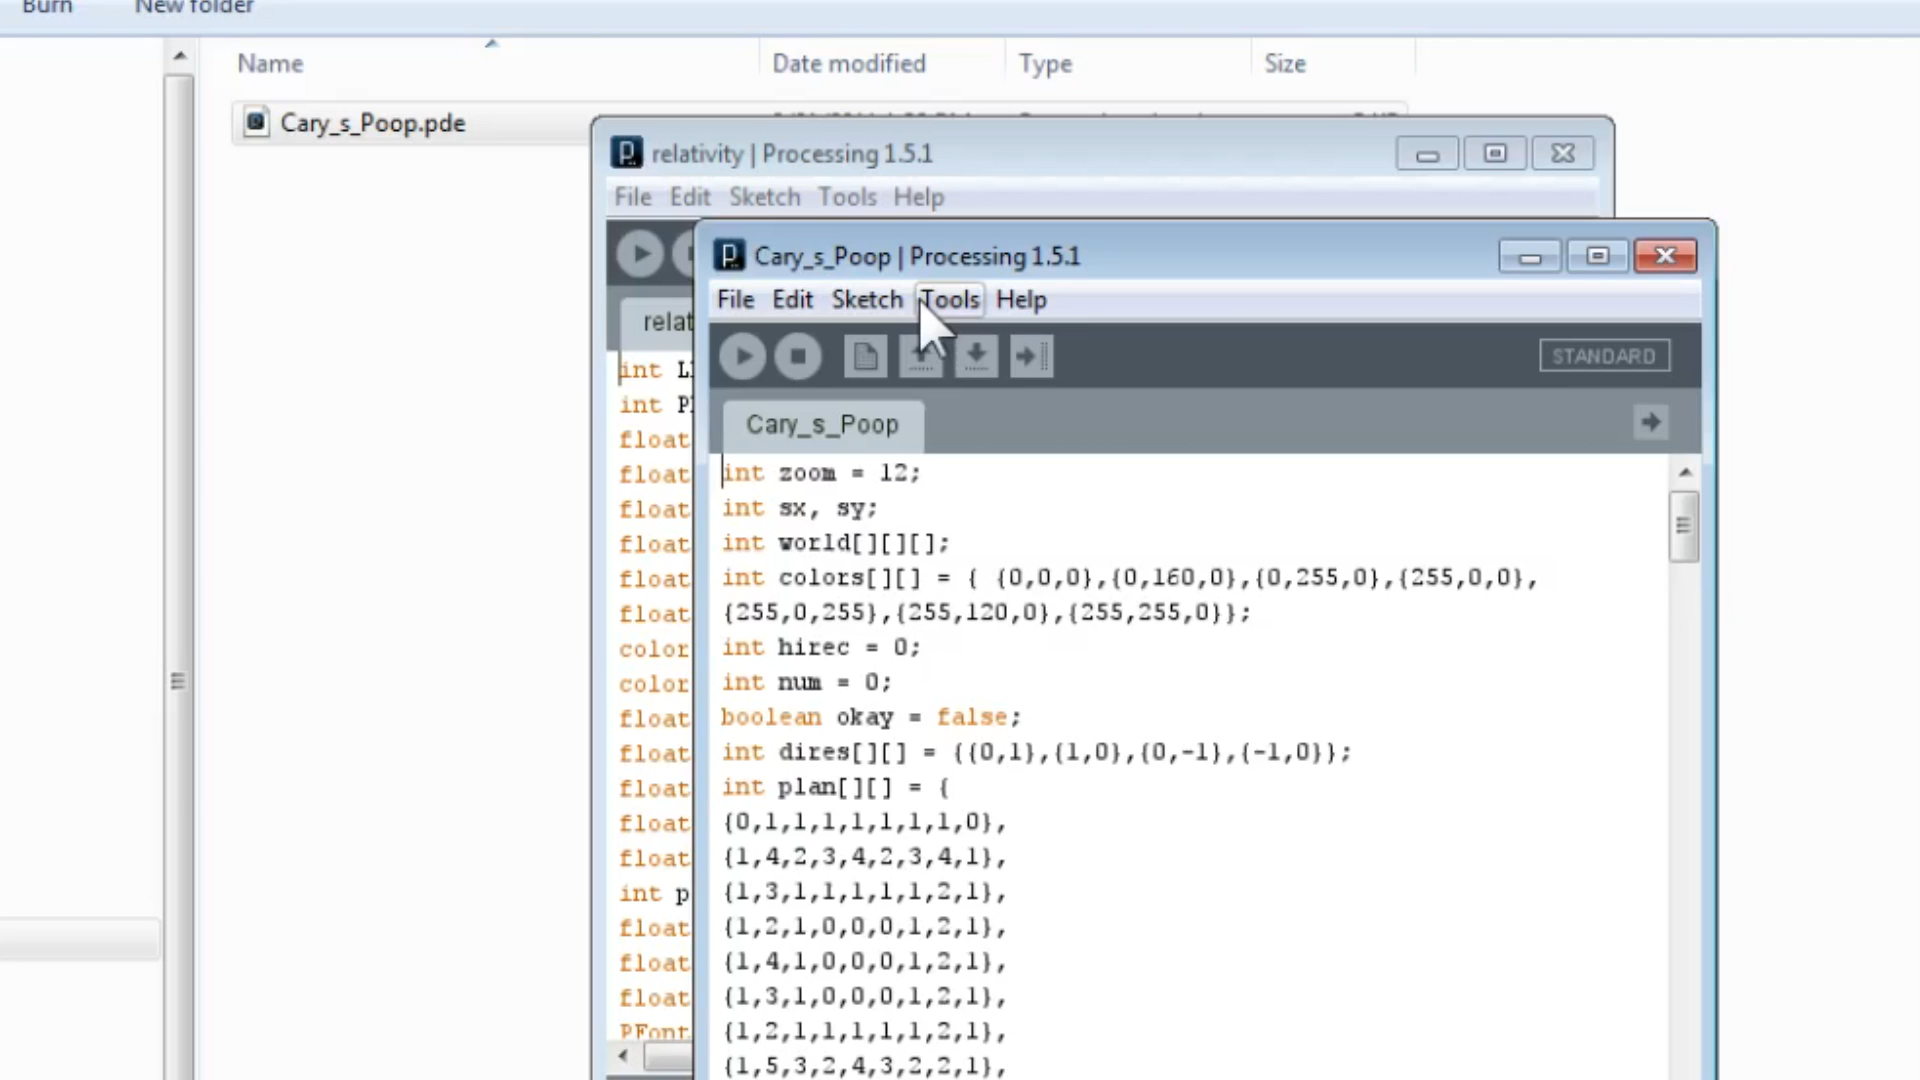 Burn New folder
Name Date modified Type Size
Cary_s_Poop.pde
relativity | Processing 1.5.1
File Edit Sketch Tools Help
relat
int
int
float
float
float
float
float
float
color
color
float
float
float
float
float
int p
float
float
float
PFont
Cary_s_Poop | Processing 1.5.1
File Edit Sketch Tools Help
STANDARD
Cary_s_Poop
int zoom = 12;
int sx, sy;
int world[][][];
int colors[][] = { {0,0,0},{0,160,0},{0,255,0},{255,0,0},
{255,0,255},{255,120,0},{255,255,0}};
int hirec = 0;
int num = 0;
boolean okay = false;
int dires[][] = {{0,1},{1,0},{0,-1},{-1,0}};
int plan[][] = {
{0,1,1,1,1,1,1,1,0},
{1,4,2,3,4,2,3,4,1},
{1,3,1,1,1,1,1,2,1},
{1,2,1,0,0,0,1,2,1},
{1,4,1,0,0,0,1,2,1},
{1,3,1,0,0,0,1,2,1},
{1,2,1,1,1,1,1,2,1},
{1,5,3,2,4,3,2,2,1},